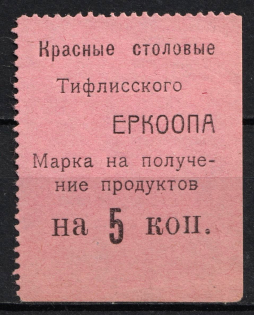 Красные столовые
Тифлисского
ЕРКООПА
Марка на получе-
ние продуктов
на 5 коп.